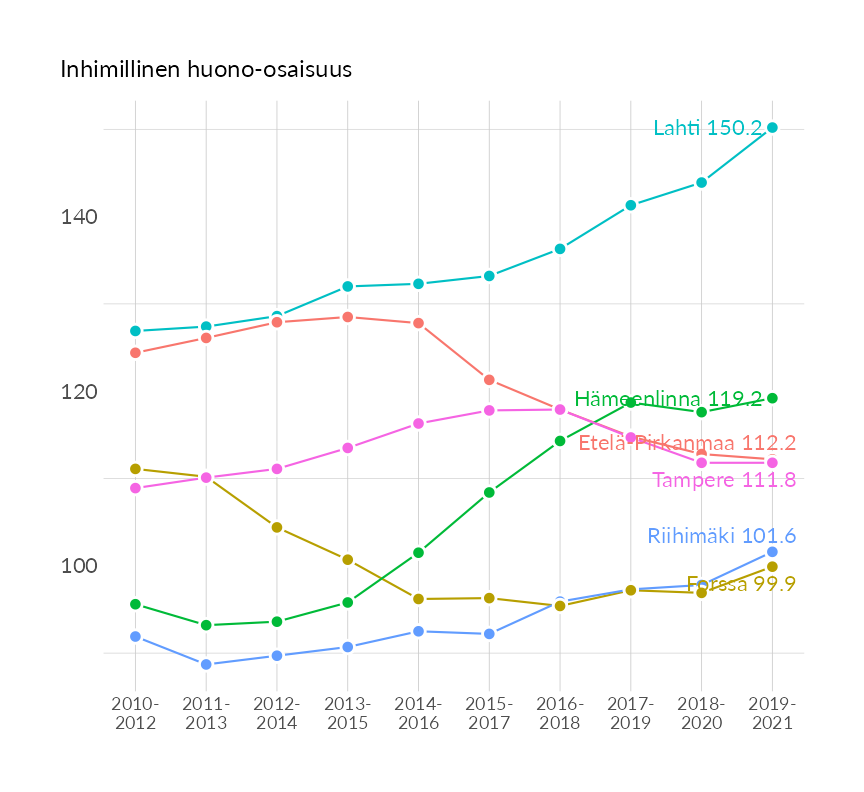 Inhimillinen huono-osaisuus
Lahti 150.2
140
120
Hämeenlinna 119.2
Etelä-Pirkanmaa 112.2
Tampere 111.8
Riihimäki 101.6
100
Forssa 99.9
2010- 2011- 2012- 2013- 2014- 2015- 2016- 2017- 2018- 2019-
2012 2013 2014 2015 2016 2017 2018 2019 2020 2021